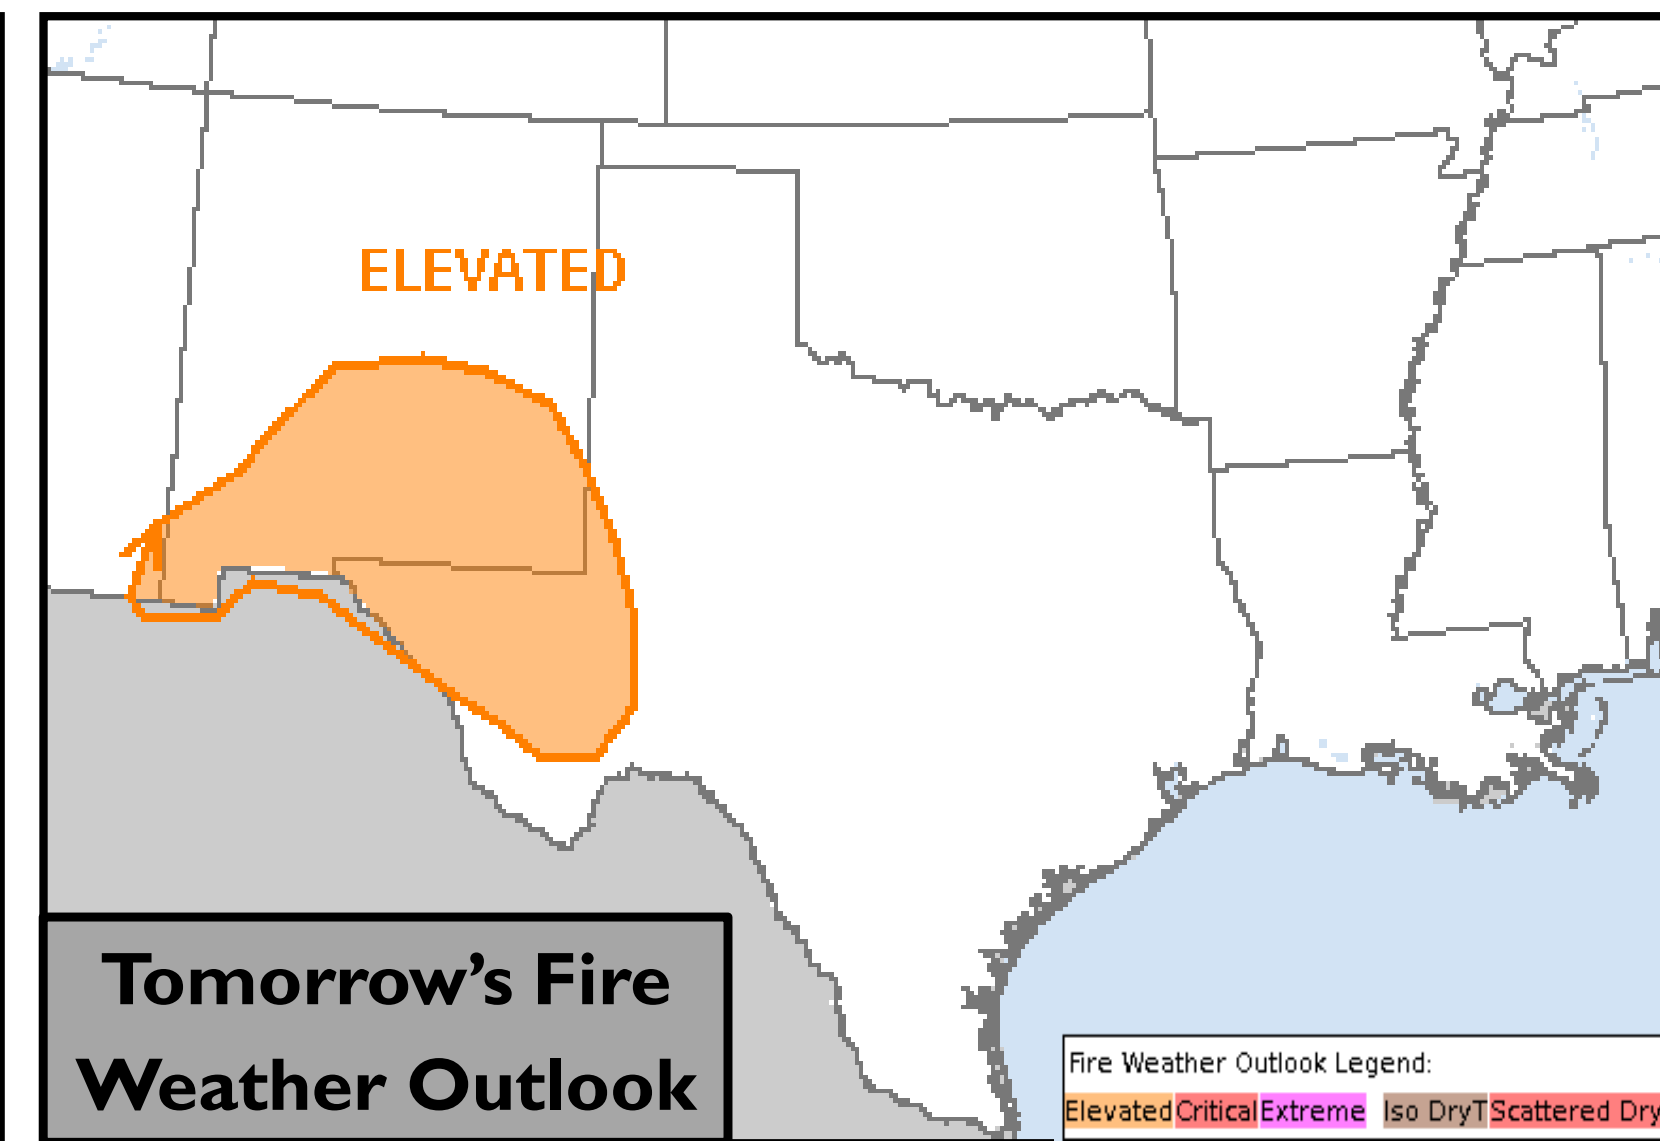 ELEVATED
Tomorrow’s Fire
Weather Outlook
Fire Weather Outlook Legend:
Elevated Critical Extreme Iso DryT Scattered Dry